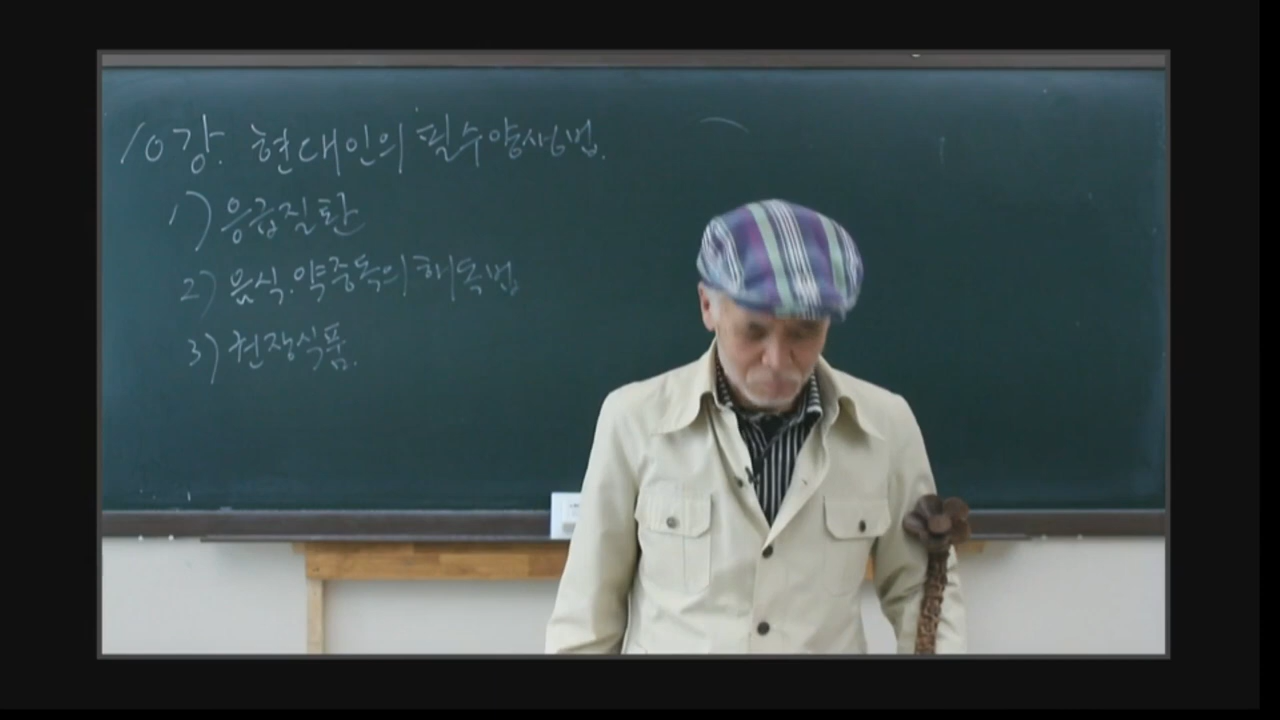 10강. 현대인의 필수양생법.
1) 응급질환
2) 음식.약중독의 해독법
3) 권장식품.